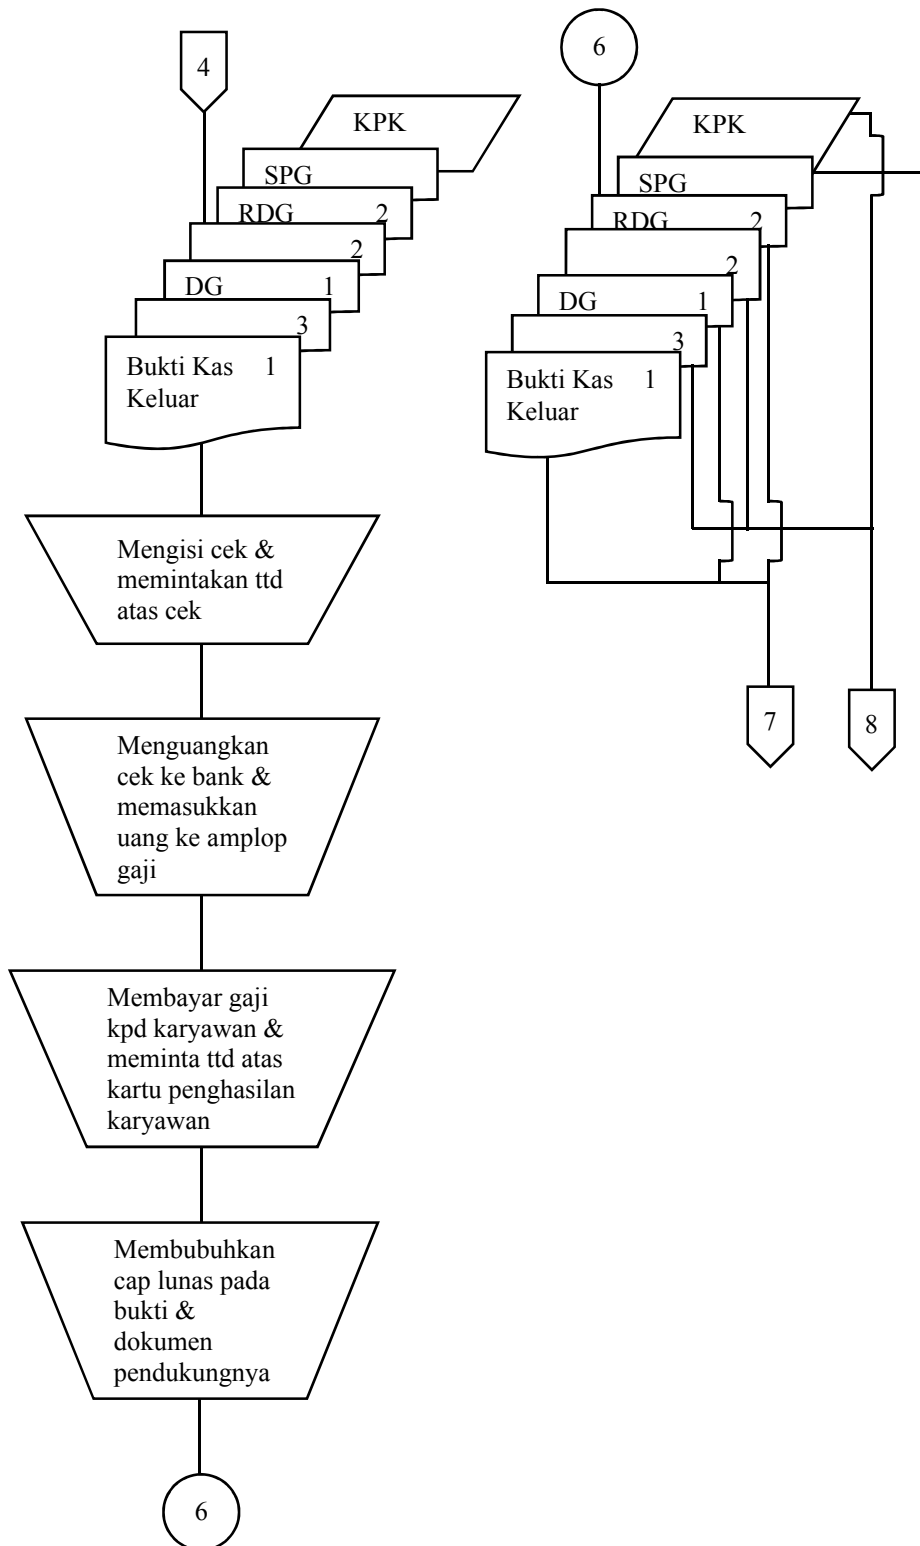 4
KPK
SPG
RDG 2
2
DG 1
3
Bukti Kas 1
Keluar
Mengisi cek &
memintakan ttd
atas cek
Menguangkan
cek ke bank &
memasukkan
uang ke amplop
gaji
Membayar gaji
kpd karyawan &
meminta ttd atas
kartu penghasilan
karyawan
Membubuhkan
cap lunas pada
bukti &
dokumen
pendukungnya
6
6
KPK
SPG
RDG 2
2
DG 1
3
Bukti Kas 1
Keluar
7
8